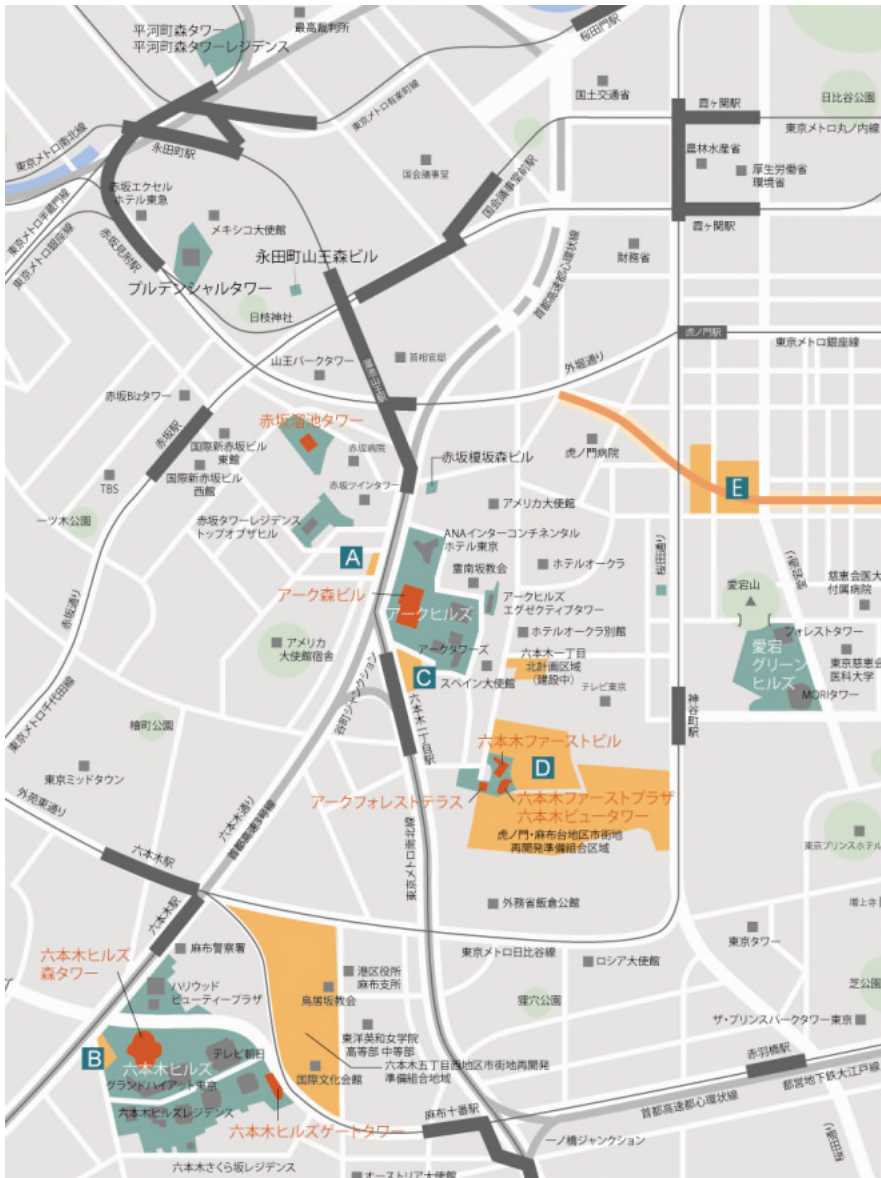 平河町森タワー
平河町森タワーレジデンス
最高裁判所
桜田門駅
国土交通省
霞ヶ関駅
日比谷公園
東京メトロ有楽町線
東京メトロ丸ノ内線
東京メトロ南北線
永田町駅
国会議事堂
農林水産省
厚生労働省
環境省
赤坂エクセル
ホテル東急
国会議事堂前駅
東京メトロ半蔵門線
東京メトロ銀座線
メキシコ大使館
霞ヶ関駅
赤坂見附駅
永田町山王森ビル
財務省
プルデンシャルタワー
首都高速都心環状線
日枝神社
虎ノ門駅
東京メトロ銀座線
山王パークタワー
首相官邸
外堀通り
溜池山王駅
赤坂Bizタワー
赤坂駅
赤坂溜池タワー
国際新赤坂ビル
東館
赤坂病院
虎ノ門病院
赤坂榎坂森ビル
国際新赤坂ビル
西館
TBS
赤坂ツインタワー
E
アメリカ大使館
一ツ木公園
赤坂タワーレジデンス
トップオブザヒル
ANAインターコンチネンタル
ホテル東京
A
霊南坂教会
ホテルオークラ
桜田通り
愛宕通り
慈恵会医大
付属病院
愛宕山
アーク森ビル
アークヒルズ
アークヒルズ
エグゼクティブタワー
赤坂通り
フォレストタワー
ホテルオークラ別館
アメリカ
大使館宿舎
アークタワーズ
愛宕
グリーン
ヒルズ
東京慈恵会
医科大学
六本木一丁目
北計画区域
(建設中)
C
スペイン大使館
谷町ジャンクション
MORIタワー
テレビ東京
東京メトロ千代田線
檜町公園
六本木一丁目駅
神谷町駅
六本木ファーストビル
東京ミッドタウン
D
アークフォレストテラス
六本木ファーストプラザ
六本木ビュータワー
外苑東通り
六本木通り
首都高速3号線
虎ノ門・麻布台地区市街地
再開発準備組合区域
東京プリンスホテル
六本木駅
東京メトロ南北線
外務省飯倉公館
増上寺
六本木駅
東京タワー
六本木ヒルズ
森タワー
麻布警察署
東京メトロ日比谷線
ロシア大使館
港区役所
麻布支所
芝公園
ハリウッド
ビューティープラザ
鳥居坂教会
狸穴公園
ザ・プリンスパークタワー東京
東洋英和女学院
高等部 中等部
赤羽橋駅
B
テレビ朝日
六本木ヒルズ
六本木五丁目西地区市街地再開発
準備組合地域
グランドハイアット東京
国際文化会館
都営地下鉄大江戸線
六本木ヒルズレジデンス
麻布十番駅
首都高速都心環状線
六本木ヒルズゲートタワー
一ノ橋ジャンクション
桜田通り
六本木さくら坂レジデンス
オーストリア大使館